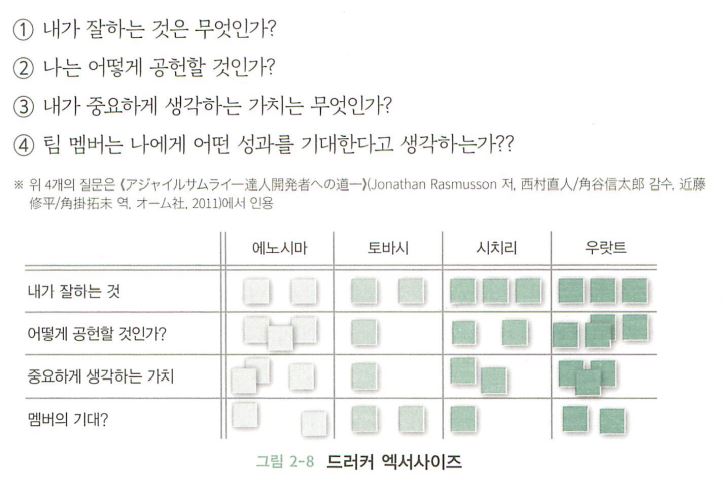 ① 내가 잘하는 것은 무엇인가?
② 나는 어떻게 공헌할 것인가?
③ 내가 중요하게 생각하는 가치는 무엇인가?
④ 팀 멤버는 나에게 어떤 성과를 기대한다고 생각하는가??
※ 위 4개의 질문은 《アジャイルサムライ一達人開発者への道一》(Jonathan Rasmusson 저, 西村直人/角谷信太郎 감수, 近藤
修平/角掛拓未 역, オーム社, 2011)에서 인용
에노시마 토바시 시치리 우랏트
내가 잘하는 것
어떻게 공헌할 것인가?
중요하게 생각하는 가치
멤버의 기대?
그림 2-8 드러커 엑서사이즈